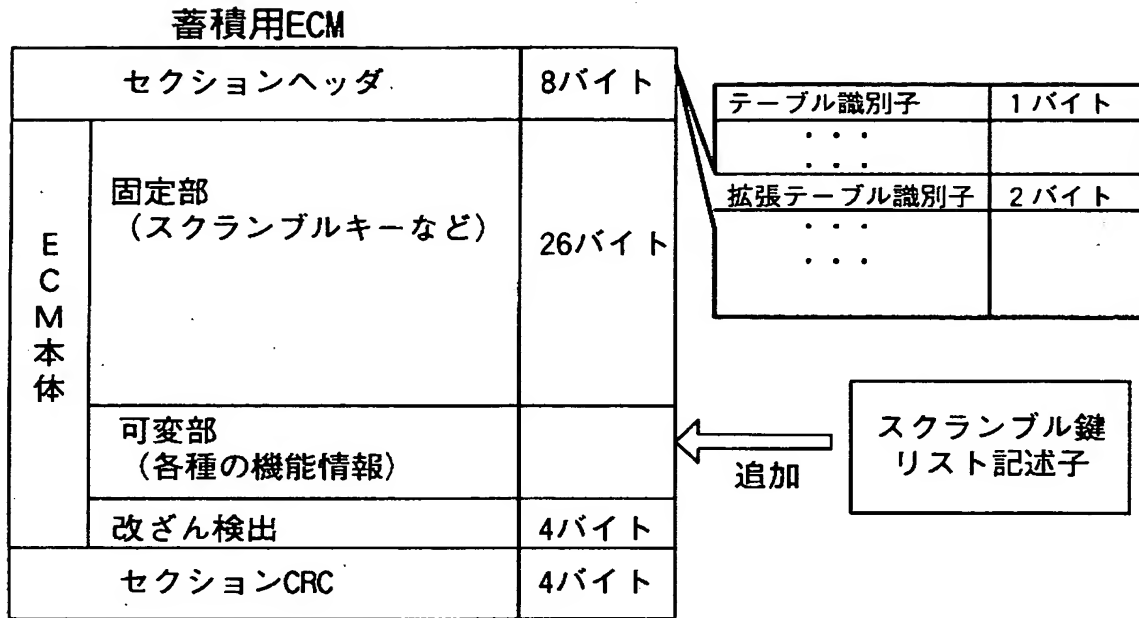 蓄積用ECM
セクションヘッダ
8バイト
テーブル識別子
1バイト
・・・
・・・
拡張テーブル識別子
2バイト
・・・
・・・
ECM本体
固定部
(スクランブルキーなど)
26バイト
可変部
(各種の機能情報)
追加
スクランブル鍵
リスト記述子
改ざん検出
4バイト
セクションCRC
4バイト